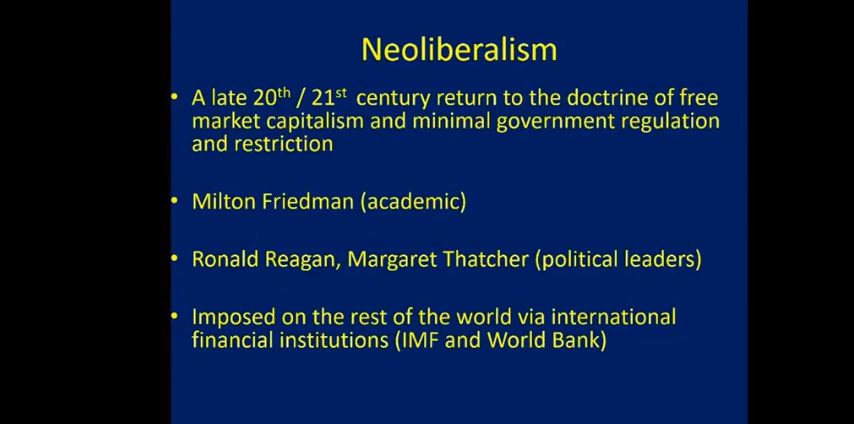 Neoliberalism
• A late 20th / 21st century return to the doctrine of free
market capitalism and minimal government regulation
and restriction
• Milton Friedman (academic)
• Ronald Reagan, Margaret Thatcher (political leaders)
• Imposed on the rest of the world via international
financial institutions (IMF and World Bank)